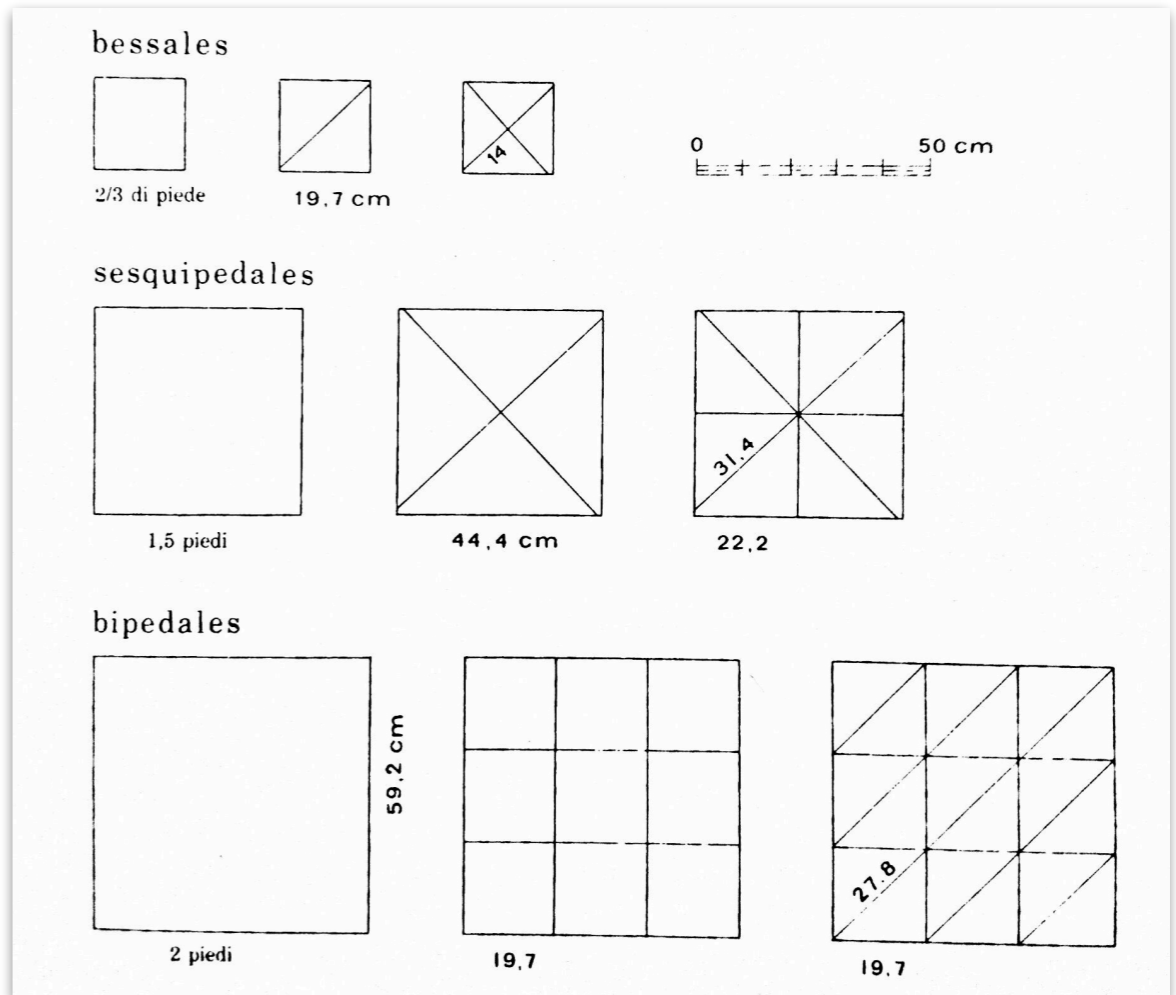 bessales
14
0 50 cm
2/3 di piede
19,7 cm
sesquipedales
31,4
1,5 piedi
44,4 cm
22,2
bipedales
59,2 cm
27.8
2 piedi
19,7
19,7